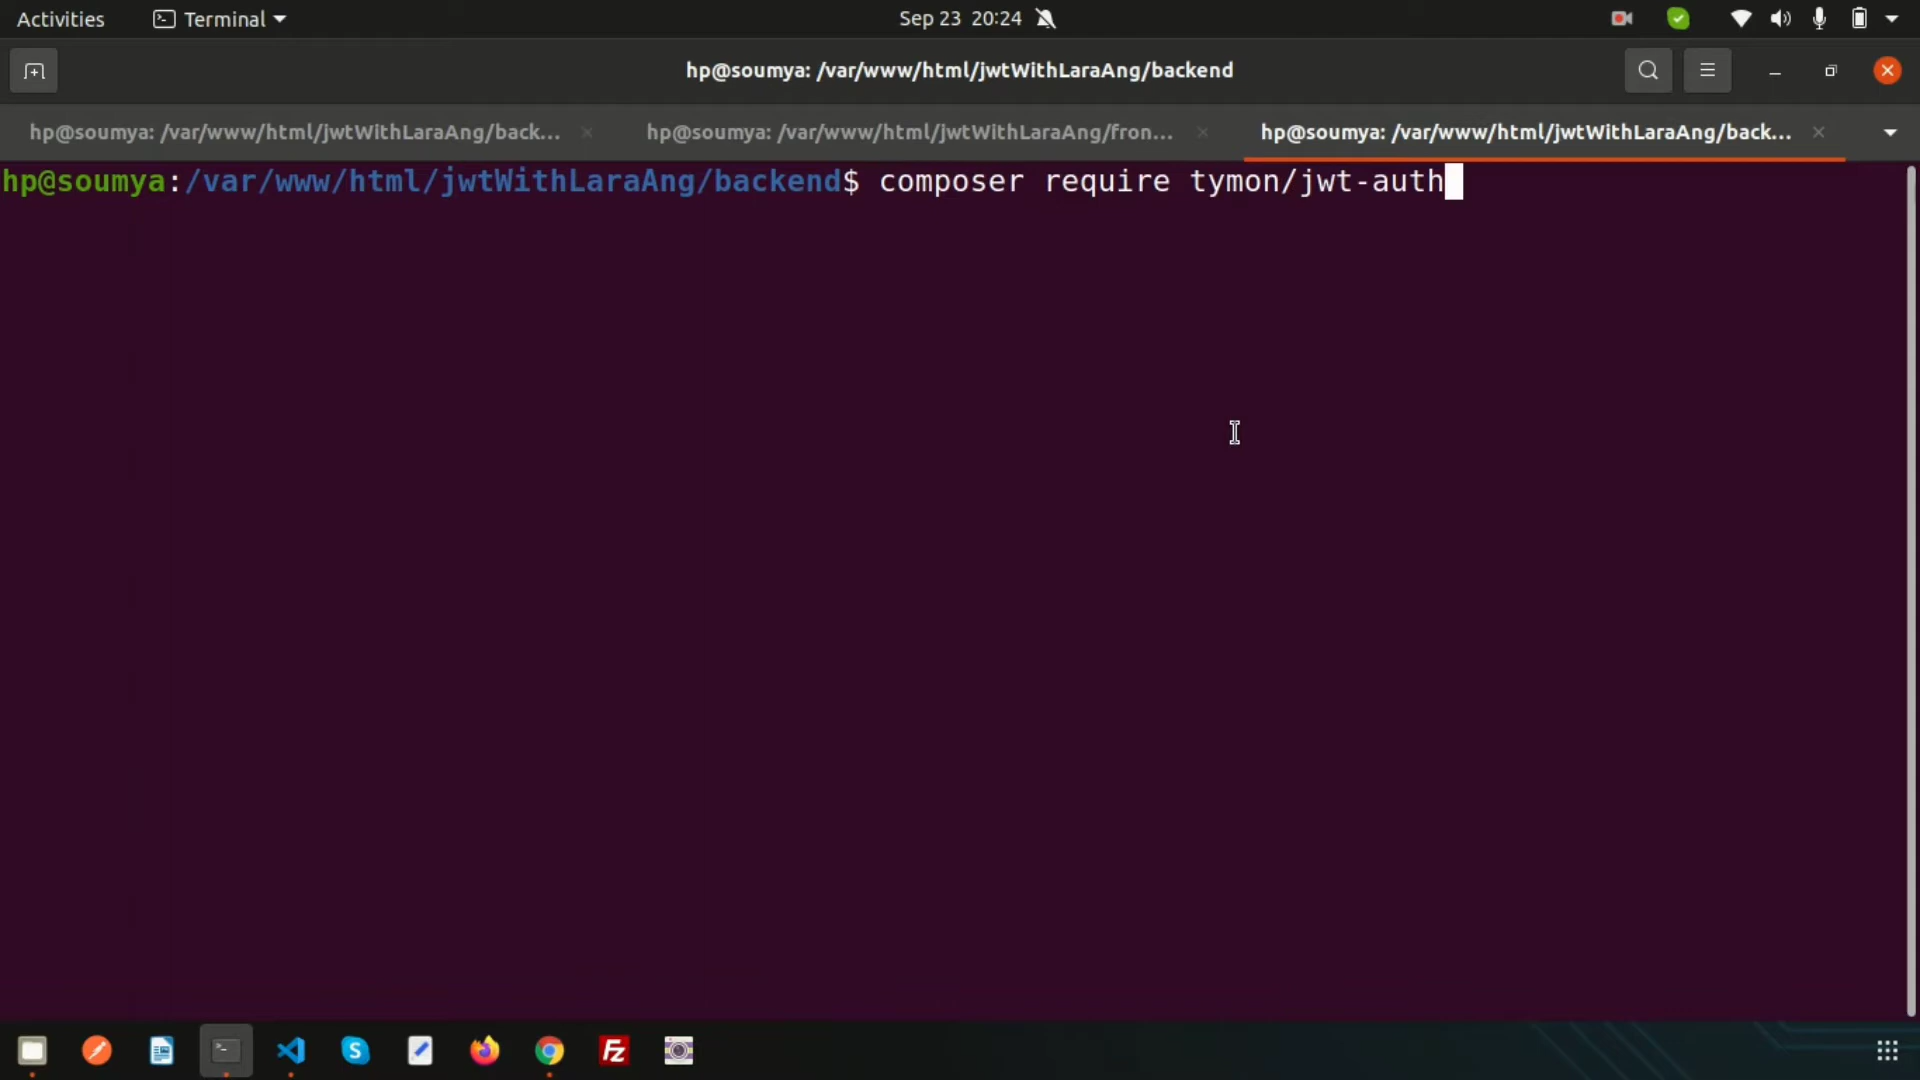 Activities Terminal Sep 23 20:24
hp@soumya: /var/www/html/jwtWithLaraAng/backend
hp@soumya: /var/www/html/jwtWithLaraAng/back... hp@soumya: /var/www/html/jwtWithLaraAng/fron... hp@soumya: /var/www/html/jwtWithLaraAng/back...
hp@soumya:/var/www/html/jwtWithLaraAng/backend$ composer require tymon/jwt-auth